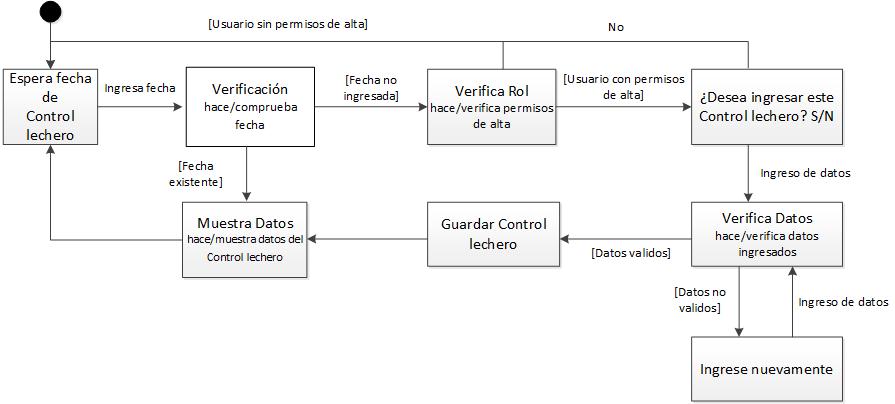 [Usuario sin permisos de alta]
No
Espera fecha
de
Control
lechero
Ingresa fecha
Verificación
hace/comprueba
fecha
[Fecha no
ingresada]
Verifica Rol
hace/verifica permisos
de alta
[Usuario con permisos
de alta]
¿Desea ingresar este
Control lechero? S/N
[Fecha
existente]
Ingreso de datos
Muestra Datos
hace/muestra datos del
Control lechero
Guardar Control
lechero
[Datos validos]
Verifica Datos
hace/verifica datos
ingresados
[Datos no
validos]
Ingreso de datos
Ingrese nuevamente